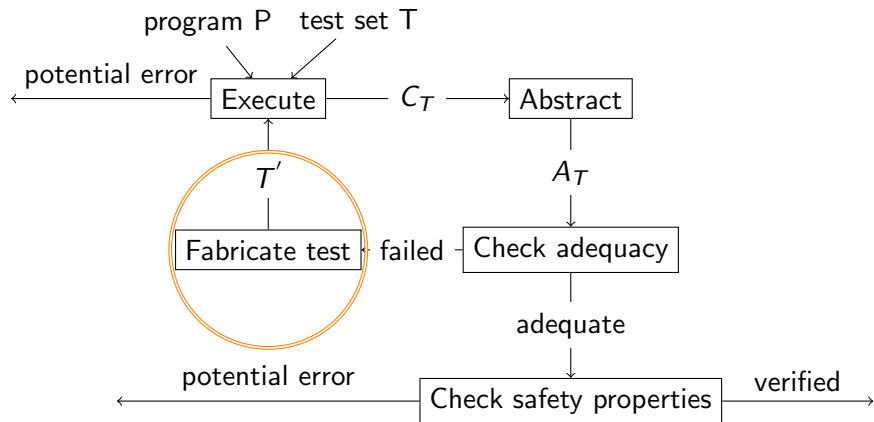 program P
test set T
potential error
Execute
C_T
Abstract
T'
A_T
Fabricate test
failed
Check adequacy
adequate
potential error
Check safety properties
verified